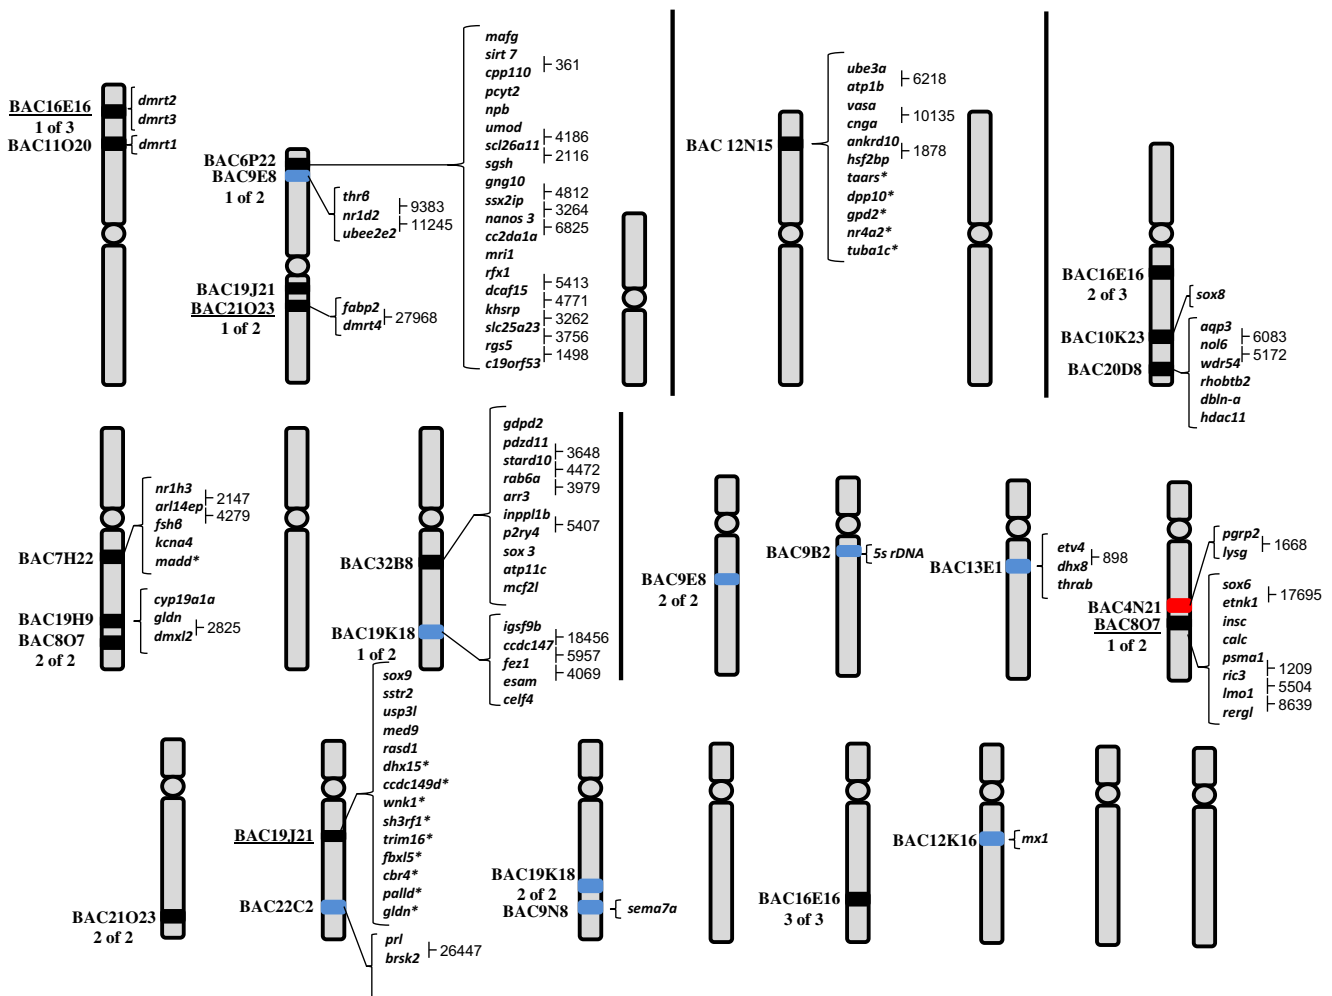 BAC16E16
1 of 3
BAC11O20
dmrt2
dmrt3
dmrt1
BAC6P22
BAC9E8
1 of 2
thrß
nr1d2
ubee2e2
9383
11245
BAC19J21
BAC21O23
1 of 2
fabp2
dmrt4
27968
mafg
sirt 7
cpp110
pcyt2
npb
umod
scl26a11
sgsh
gng10
ssx2ip
nanos 3
cc2da1a
mri1
rfx1
dcaf15
khsrp
slc25a23
rgs5
c19orf53
361
4186
2116
4812
3264
6825
5413
4771
3262
3756
1498
BAC 12N15
ube3a
atp1b
vasa
cnga
ankrd10
hsf2bp
taars*
dpp10*
gpd2*
nr4a2*
tuba1c*
6218
10135
1878
BAC16E16
2 of 3
BAC10K23
BAC20D8
sox8
aqp3
nol6
wdr54
rhobtb2
dbln-a
hdac11
6083
5172
BAC7H22
nr1h3
arl14ep
fshß
kcna4
madd*
2147
4279
BAC19H9
BAC8O7
2 of 2
cyp19a1a
gldn
dmxl2
2825
BAC32B8
gdpd2
pdzd11
stard10
rab6a
arr3
inppl1b
p2ry4
sox 3
atp11c
mcf2l
3648
4472
3979
5407
BAC19K18
1 of 2
igsf9b
ccdc147
fez1
esam
celf4
18456
5957
4069
BAC9E8
2 of 2
BAC9B2
5s rDNA
BAC13E1
etv4
dhx8
thrαb
898
BAC4N21
BAC8O7
1 of 2
pgrp2
lysg
1668
sox6
etnk1
insc
calc
psma1
ric3
lmo1
rergl
17695
1209
5504
8639
BAC21O23
2 of 2
BAC19J21
BAC22C2
sox9
sstr2
usp3l
med9
rasd1
dhx15*
ccdc149d*
wnk1*
sh3rf1*
trim16*
fbxl5*
cbr4*
palld*
gldn*
prl
brsk2
26447
BAC19K18
2 of 2
BAC9N8
sema7a
BAC16E16
3 of 3
BAC12K16
mx1